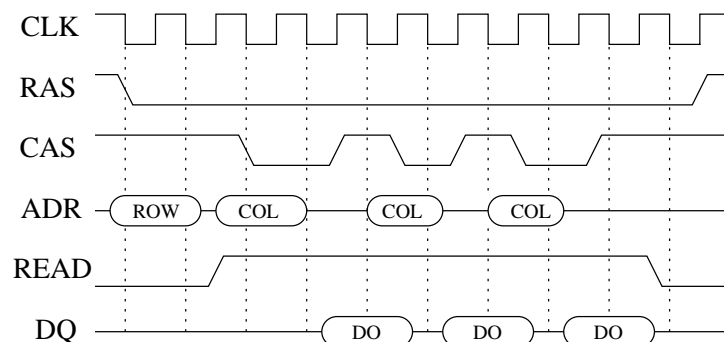 CLK
RAS
CAS
ADR ROW COL COL COL
READ
DQ DO DO DO